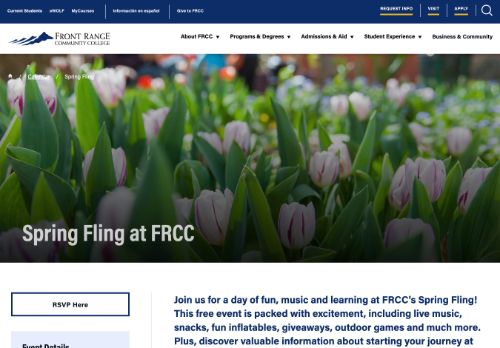 Current Students eWOLF MyCourses Información en español Give to FRCC REQUEST INFO VISIT APPLY
FRONT RANGE
COMMUNITY COLLEGE
About FRCC Programs & Degrees Admissions & Aid Student Experience Business & Community
/ Calendar / Spring Fling
Spring Fling at FRCC
RSVP Here
Event Details
Join us for a day of fun, music and learning at FRCC's Spring Fling!
This free event is packed with excitement, including live music,
snacks, fun inflatables, giveaways, outdoor games and much more.
Plus, discover valuable information about starting your journey at